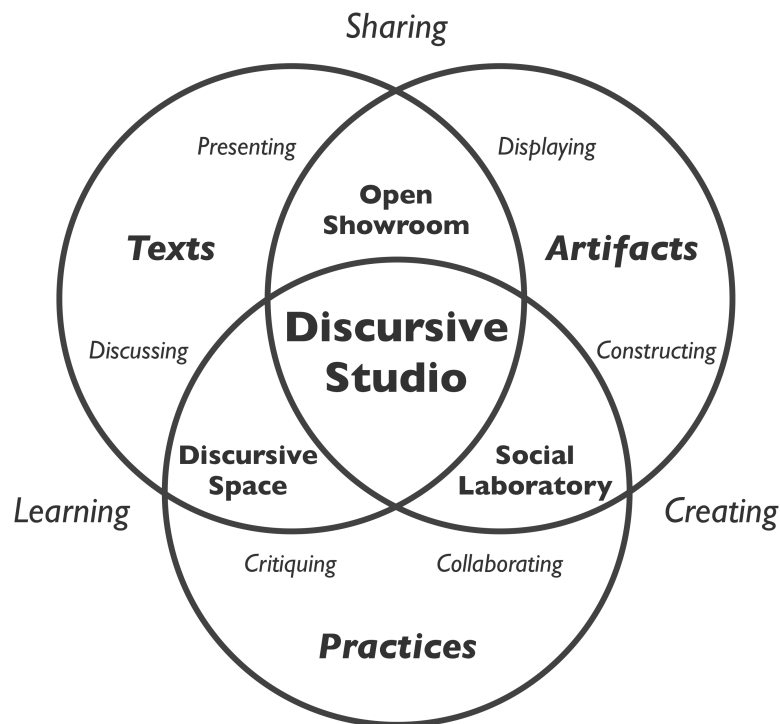 Sharing
Presenting
Displaying
Open
Showroom
Texts
Artifacts
Discursive
Studio
Discussing
Constructing
Discursive
Space
Social
Laboratory
Learning
Creating
Critiquing
Collaborating
Practices